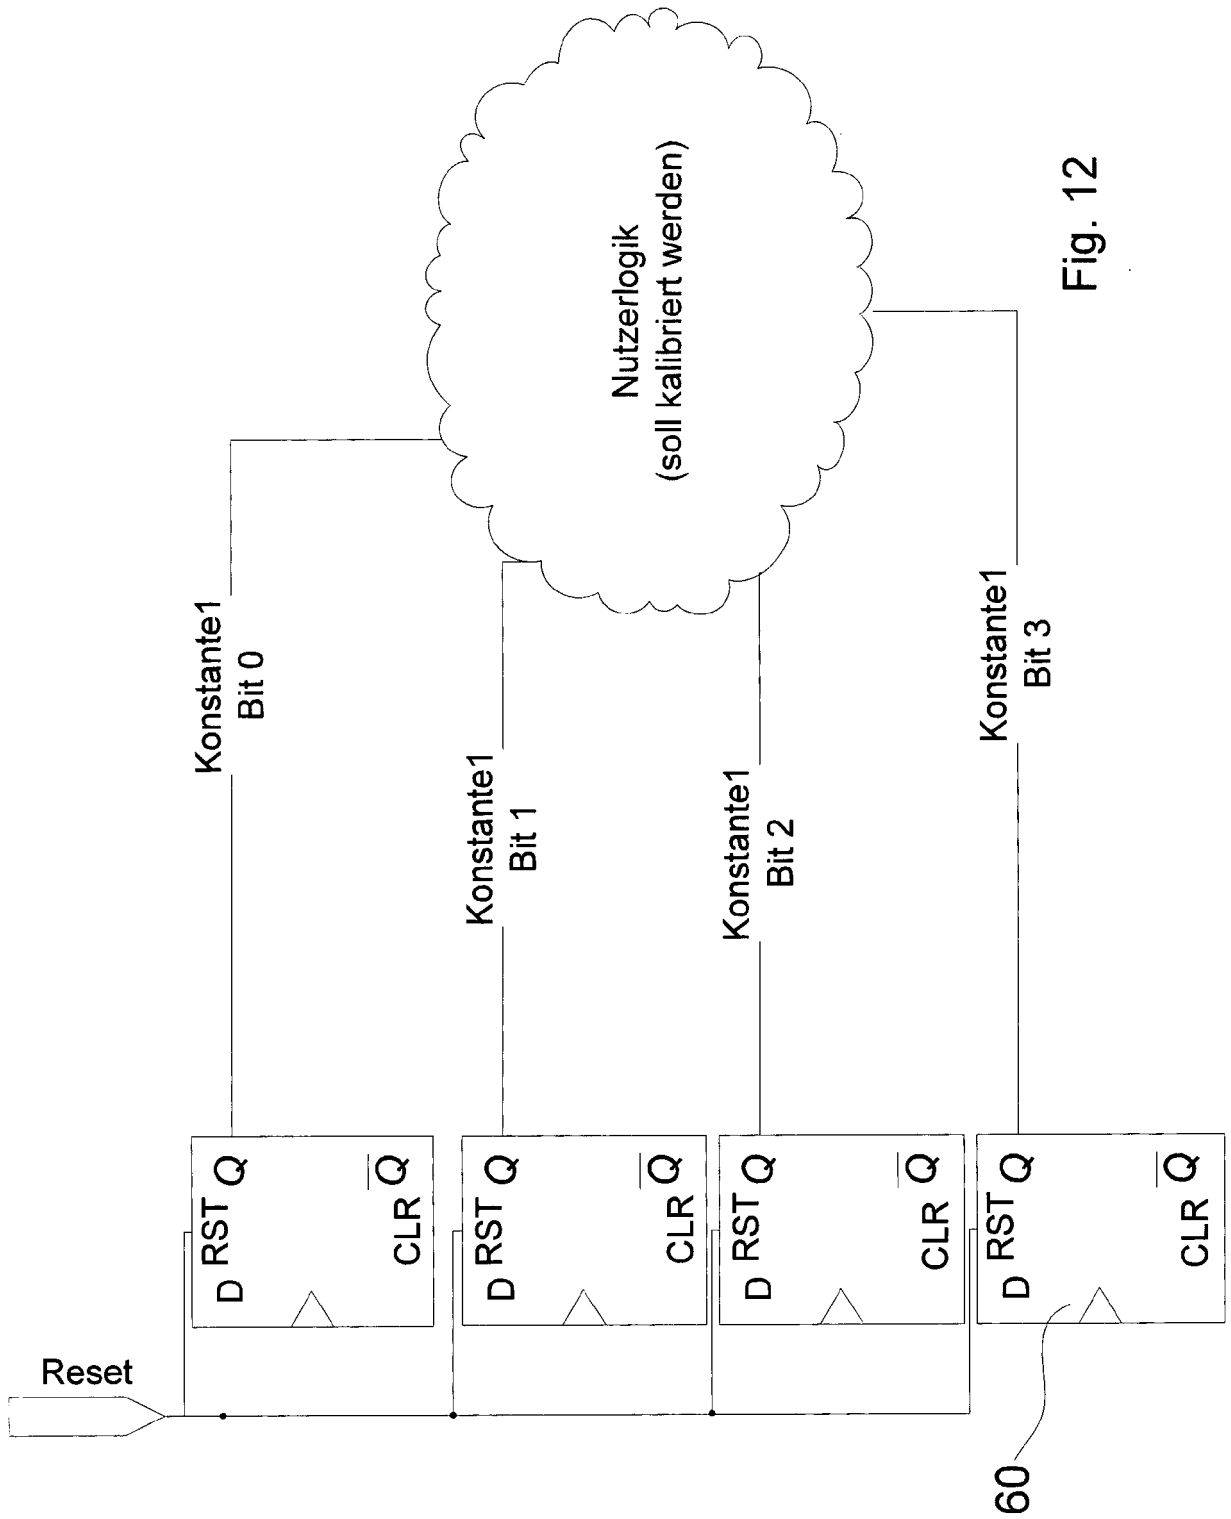 Reset
D
RST
Q
CLR
Q
Konstante1
Bit 0
D
RST
Q
CLR
Q
Konstante1
Bit 1
D
RST
Q
CLR
Q
Konstante1
Bit 2
D
RST
Q
CLR
Q
Konstante1
Bit 3
60
Nutzerlogik
(soll kalibriert werden)
Fig. 12